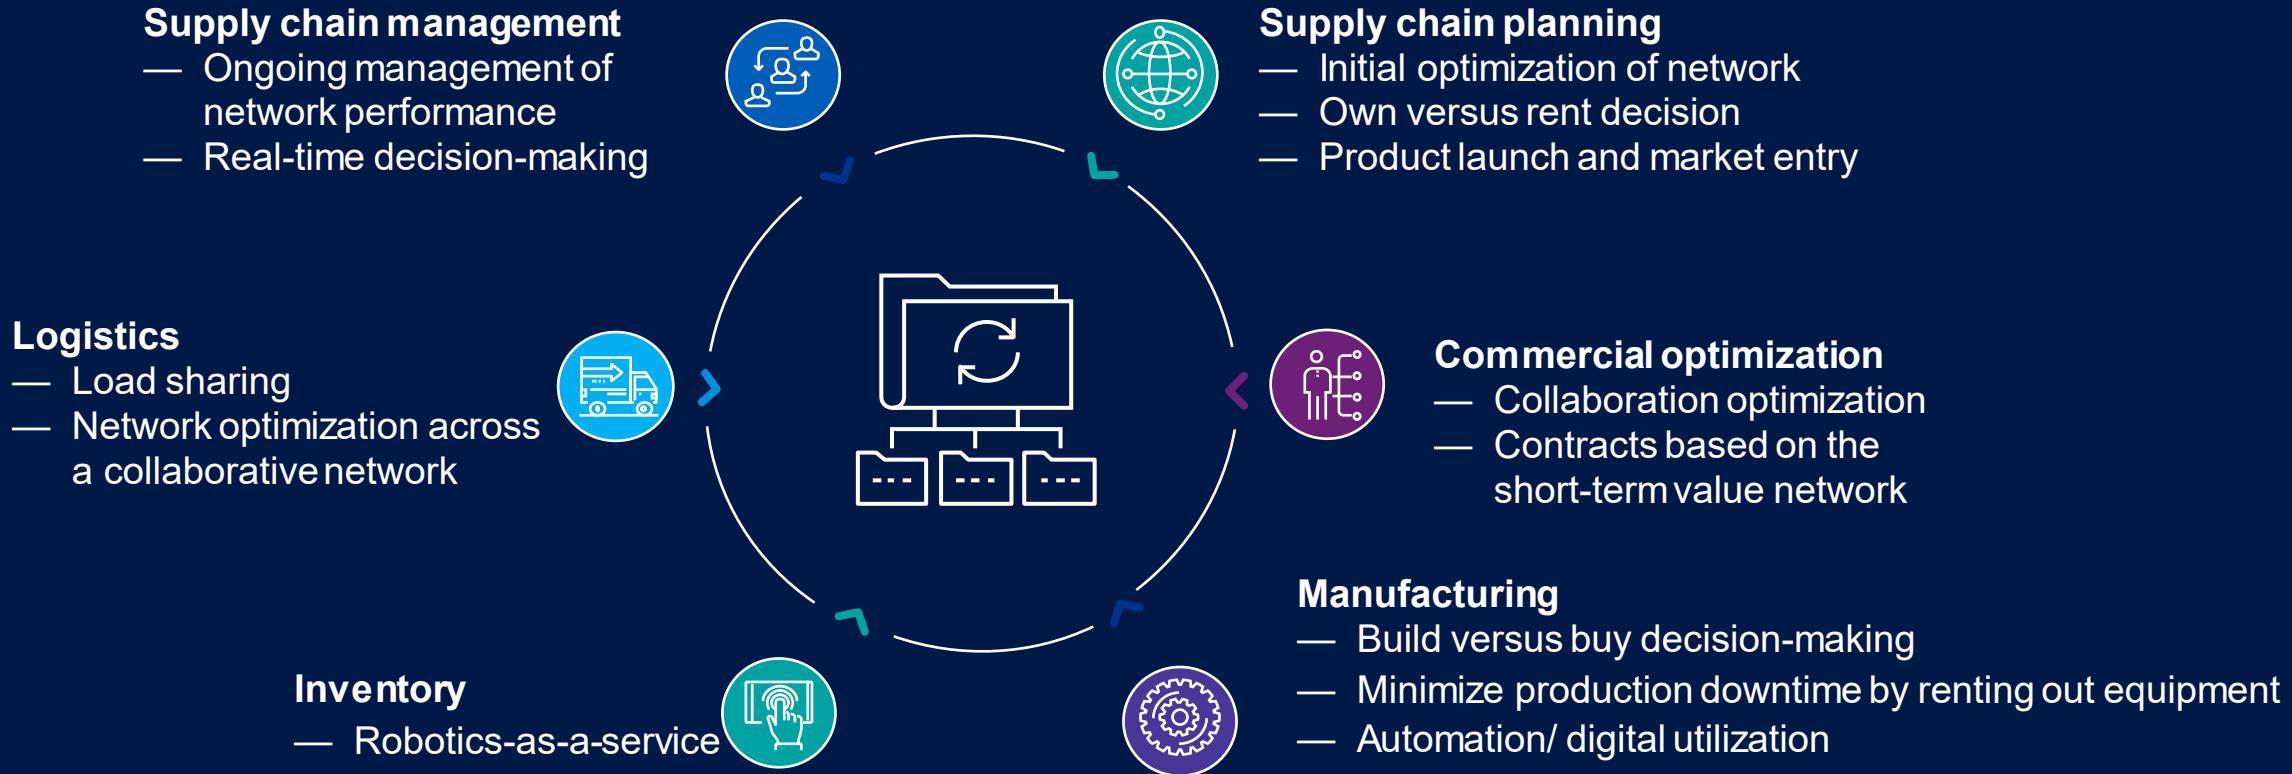 Supply chain management
— Ongoing management of
network performance
— Real-time decision-making
Supply chain planning
— Initial optimization of network
— Own versus rent decision
— Product launch and market entry
Logistics
— Load sharing
— Network optimization across
a collaborative network
Commercial optimization
— Collaboration optimization
— Contracts based on the
short-term value network
Inventory
— Robotics-as-a-service
Manufacturing
— Build versus buy decision-making
— Minimize production downtime by renting out equipment
— Automation/ digital utilization